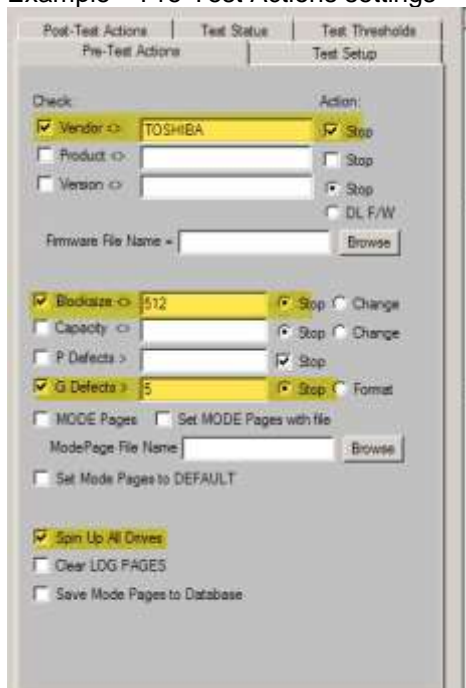 Example – Pre-Test Actions settings
Post-Test Actions Test Status Test Thresholds
Pre-Test Actions Test Setup
Check: Action:
Vendor <> TOSHIBA Stop
Product <> Stop
Version <> Stop
DL F/W
Firmware File Name = Browse
Blocksize <> 512 Stop Change
Capacity <> Stop Change
P Defects > Stop
G Defects > 5 Stop Format
MODE Pages Set MODE Pages with file
ModePage File Name Browse
Set Mode Pages to DEFAULT
Spin Up All Drives
Clear LOG PAGES
Save Mode Pages to Database